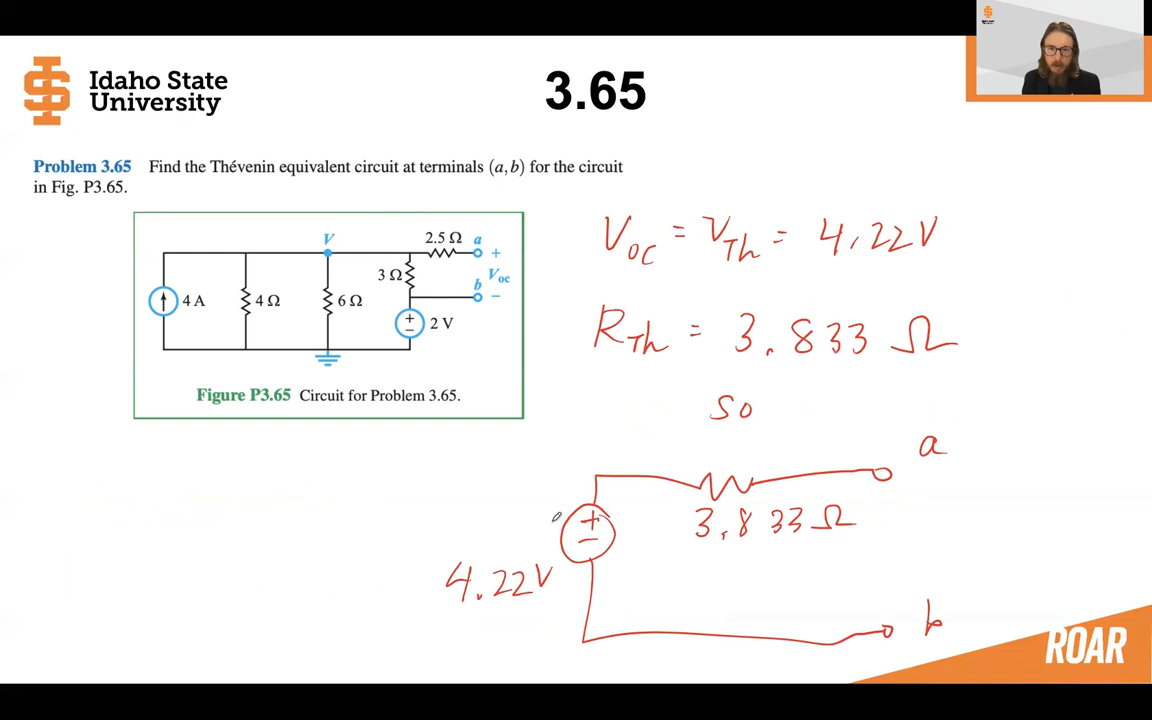 Idaho State
University
3.65
Problem 3.65 Find the Thévenin equivalent circuit at terminals (a, b) for the circuit
in Fig. P3.65.
V
2.5 Ω
a
+
3 Ω
Voc
b
−
4 A
4 Ω
6 Ω
+
−
2 V
Figure P3.65 Circuit for Problem 3.65.
VOC = VTh = 4.22V
RTh = 3.833 Ω
so
a
+
−
3.833Ω
4.22V
b
ROAR